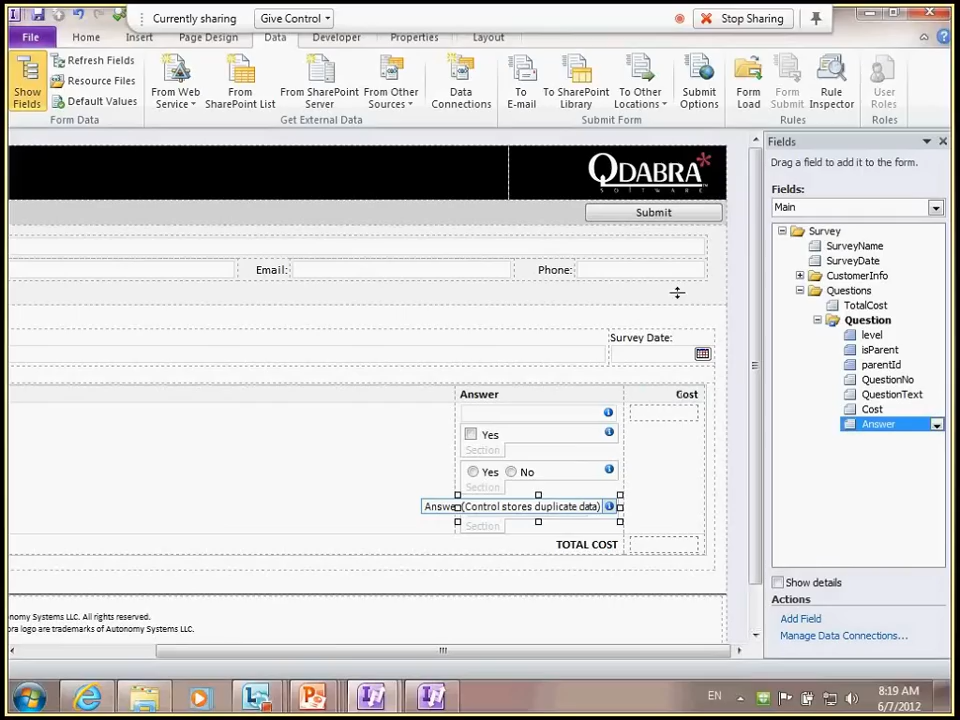 Currently sharing
Give Control
Stop Sharing
File
Home
Insert
Page Design
Data
Developer
Properties
Layout
Show Fields
Refresh Fields
Resource Files
Default Values
From Web Service
From SharePoint List
From SharePoint Server
From Other Sources
Data Connections
To E-mail
To SharePoint Library
To Other Locations
Submit Options
Form Load
Form Submit
Rule Inspector
User Roles
Form Data
Get External Data
Submit Form
Rules
Roles
Fields
Drag a field to add it to the form.
Fields:
Main
QDABRA*
SOFTWARE
Submit
Email:
Phone:
Survey Date:
Answer
Cost
Yes
Section
Yes
No
Section
Answe (Control stores duplicate data)
Section
TOTAL COST
onomy Systems LLC. All rights reserved.
ra logo are trademarks of Autonomy Systems LLC.
Survey
SurveyName
SurveyDate
CustomerInfo
Questions
TotalCost
Question
level
isParent
parentId
QuestionNo
QuestionText
Cost
Answer
Show details
Actions
Add Field
Manage Data Connections...
EN
8:19 AM
6/7/2012